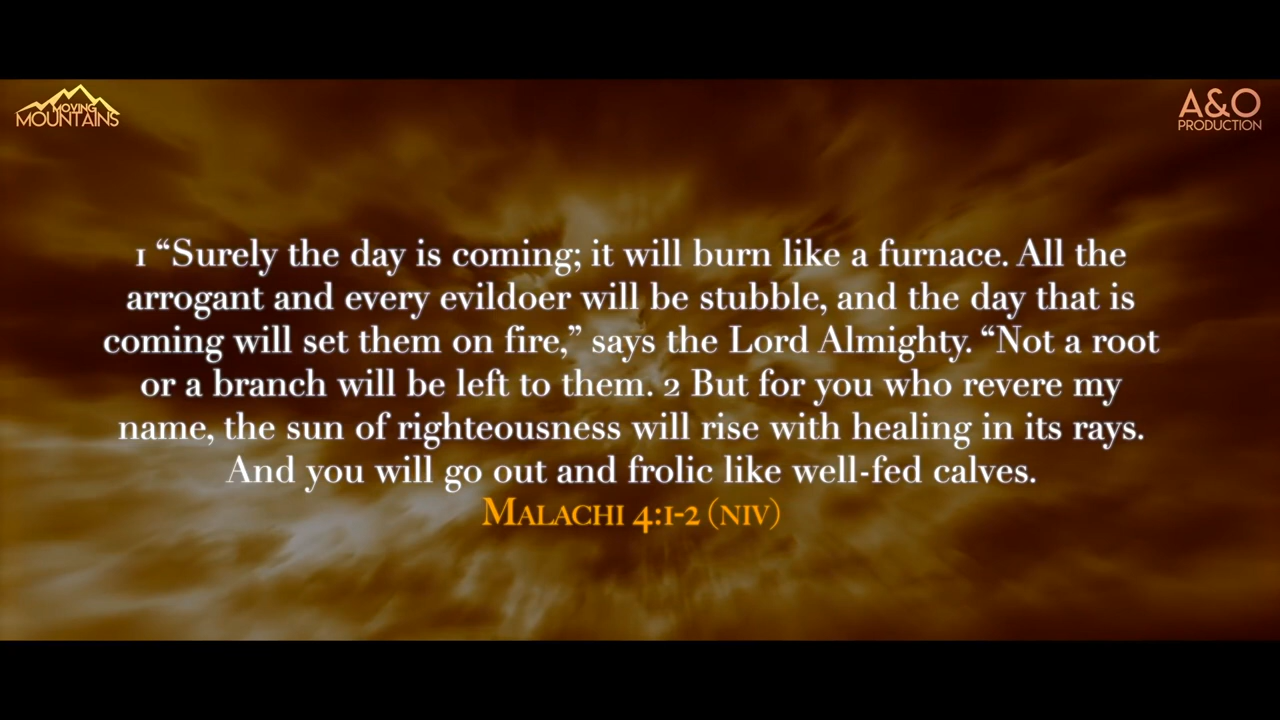 MOVING
MOUNTAINS
A&O
PRODUCTION
1 “Surely the day is coming; it will burn like a furnace. All the
arrogant and every evildoer will be stubble, and the day that is
coming will set them on fire,” says the Lord Almighty. “Not a root
or a branch will be left to them. 2 But for you who revere my
name, the sun of righteousness will rise with healing in its rays.
And you will go out and frolic like well-fed calves.
Malachi 4:1-2 (NIV)